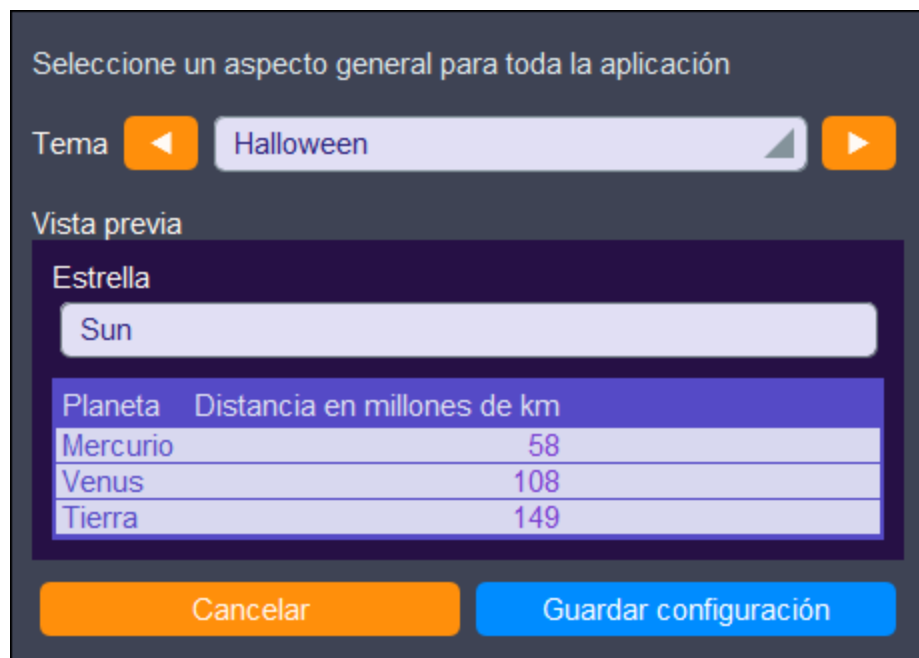 Seleccione un aspecto general para toda la aplicación
Tema Halloween
Vista previa
Estrella
Sun
Planeta Distancia en millones de km
Mercurio 58
Venus 108
Tierra 149
Cancelar Guardar configuración